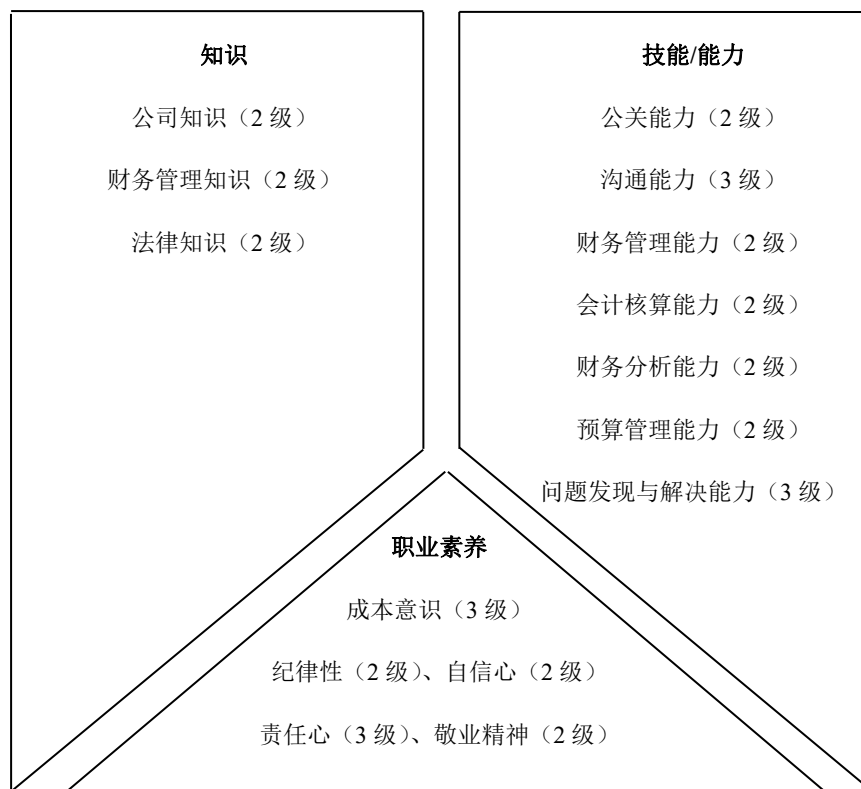 知识
公司知识（2 级）
财务管理知识（2 级）
法律知识（2 级）
技能/能力
公关能力（2 级）
沟通能力（3 级）
财务管理能力（2 级）
会计核算能力（2 级）
财务分析能力（2 级）
预算管理能力（2 级）
问题发现与解决能力（3 级）
职业素养
成本意识（3 级）
纪律性（2 级）、自信心（2 级）
责任心（3 级）、敬业精神（2 级）